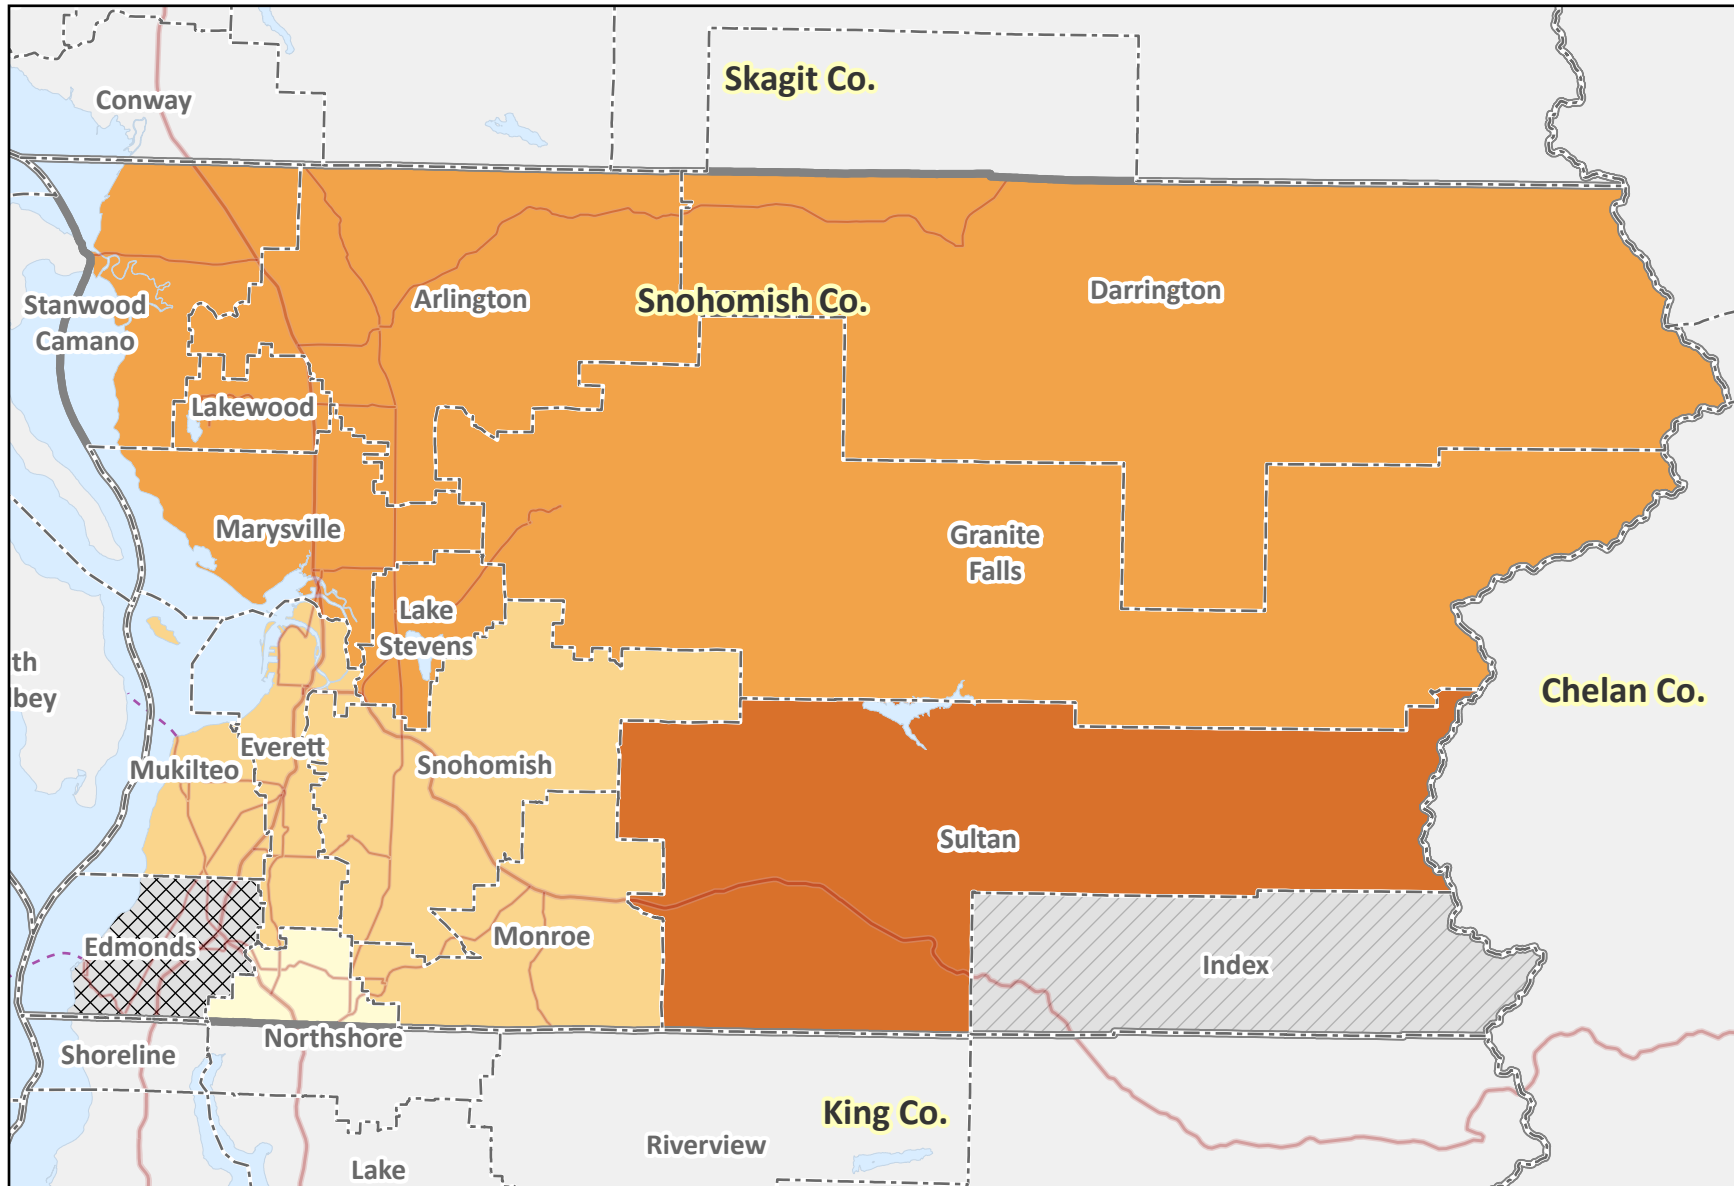 Skagit Co.
Conway
Darrington
Arlington
Snohomish Co.
Stanwood
Camano
Lakewood
Marysville
Granite
Falls
Lake
Stevens
th
lbey
Chelan Co.
Everett
Mukilteo
Snohomish
Sultan
Monroe
Edmonds
Index
Northshore
Shoreline
King Co.
Riverview
Lake